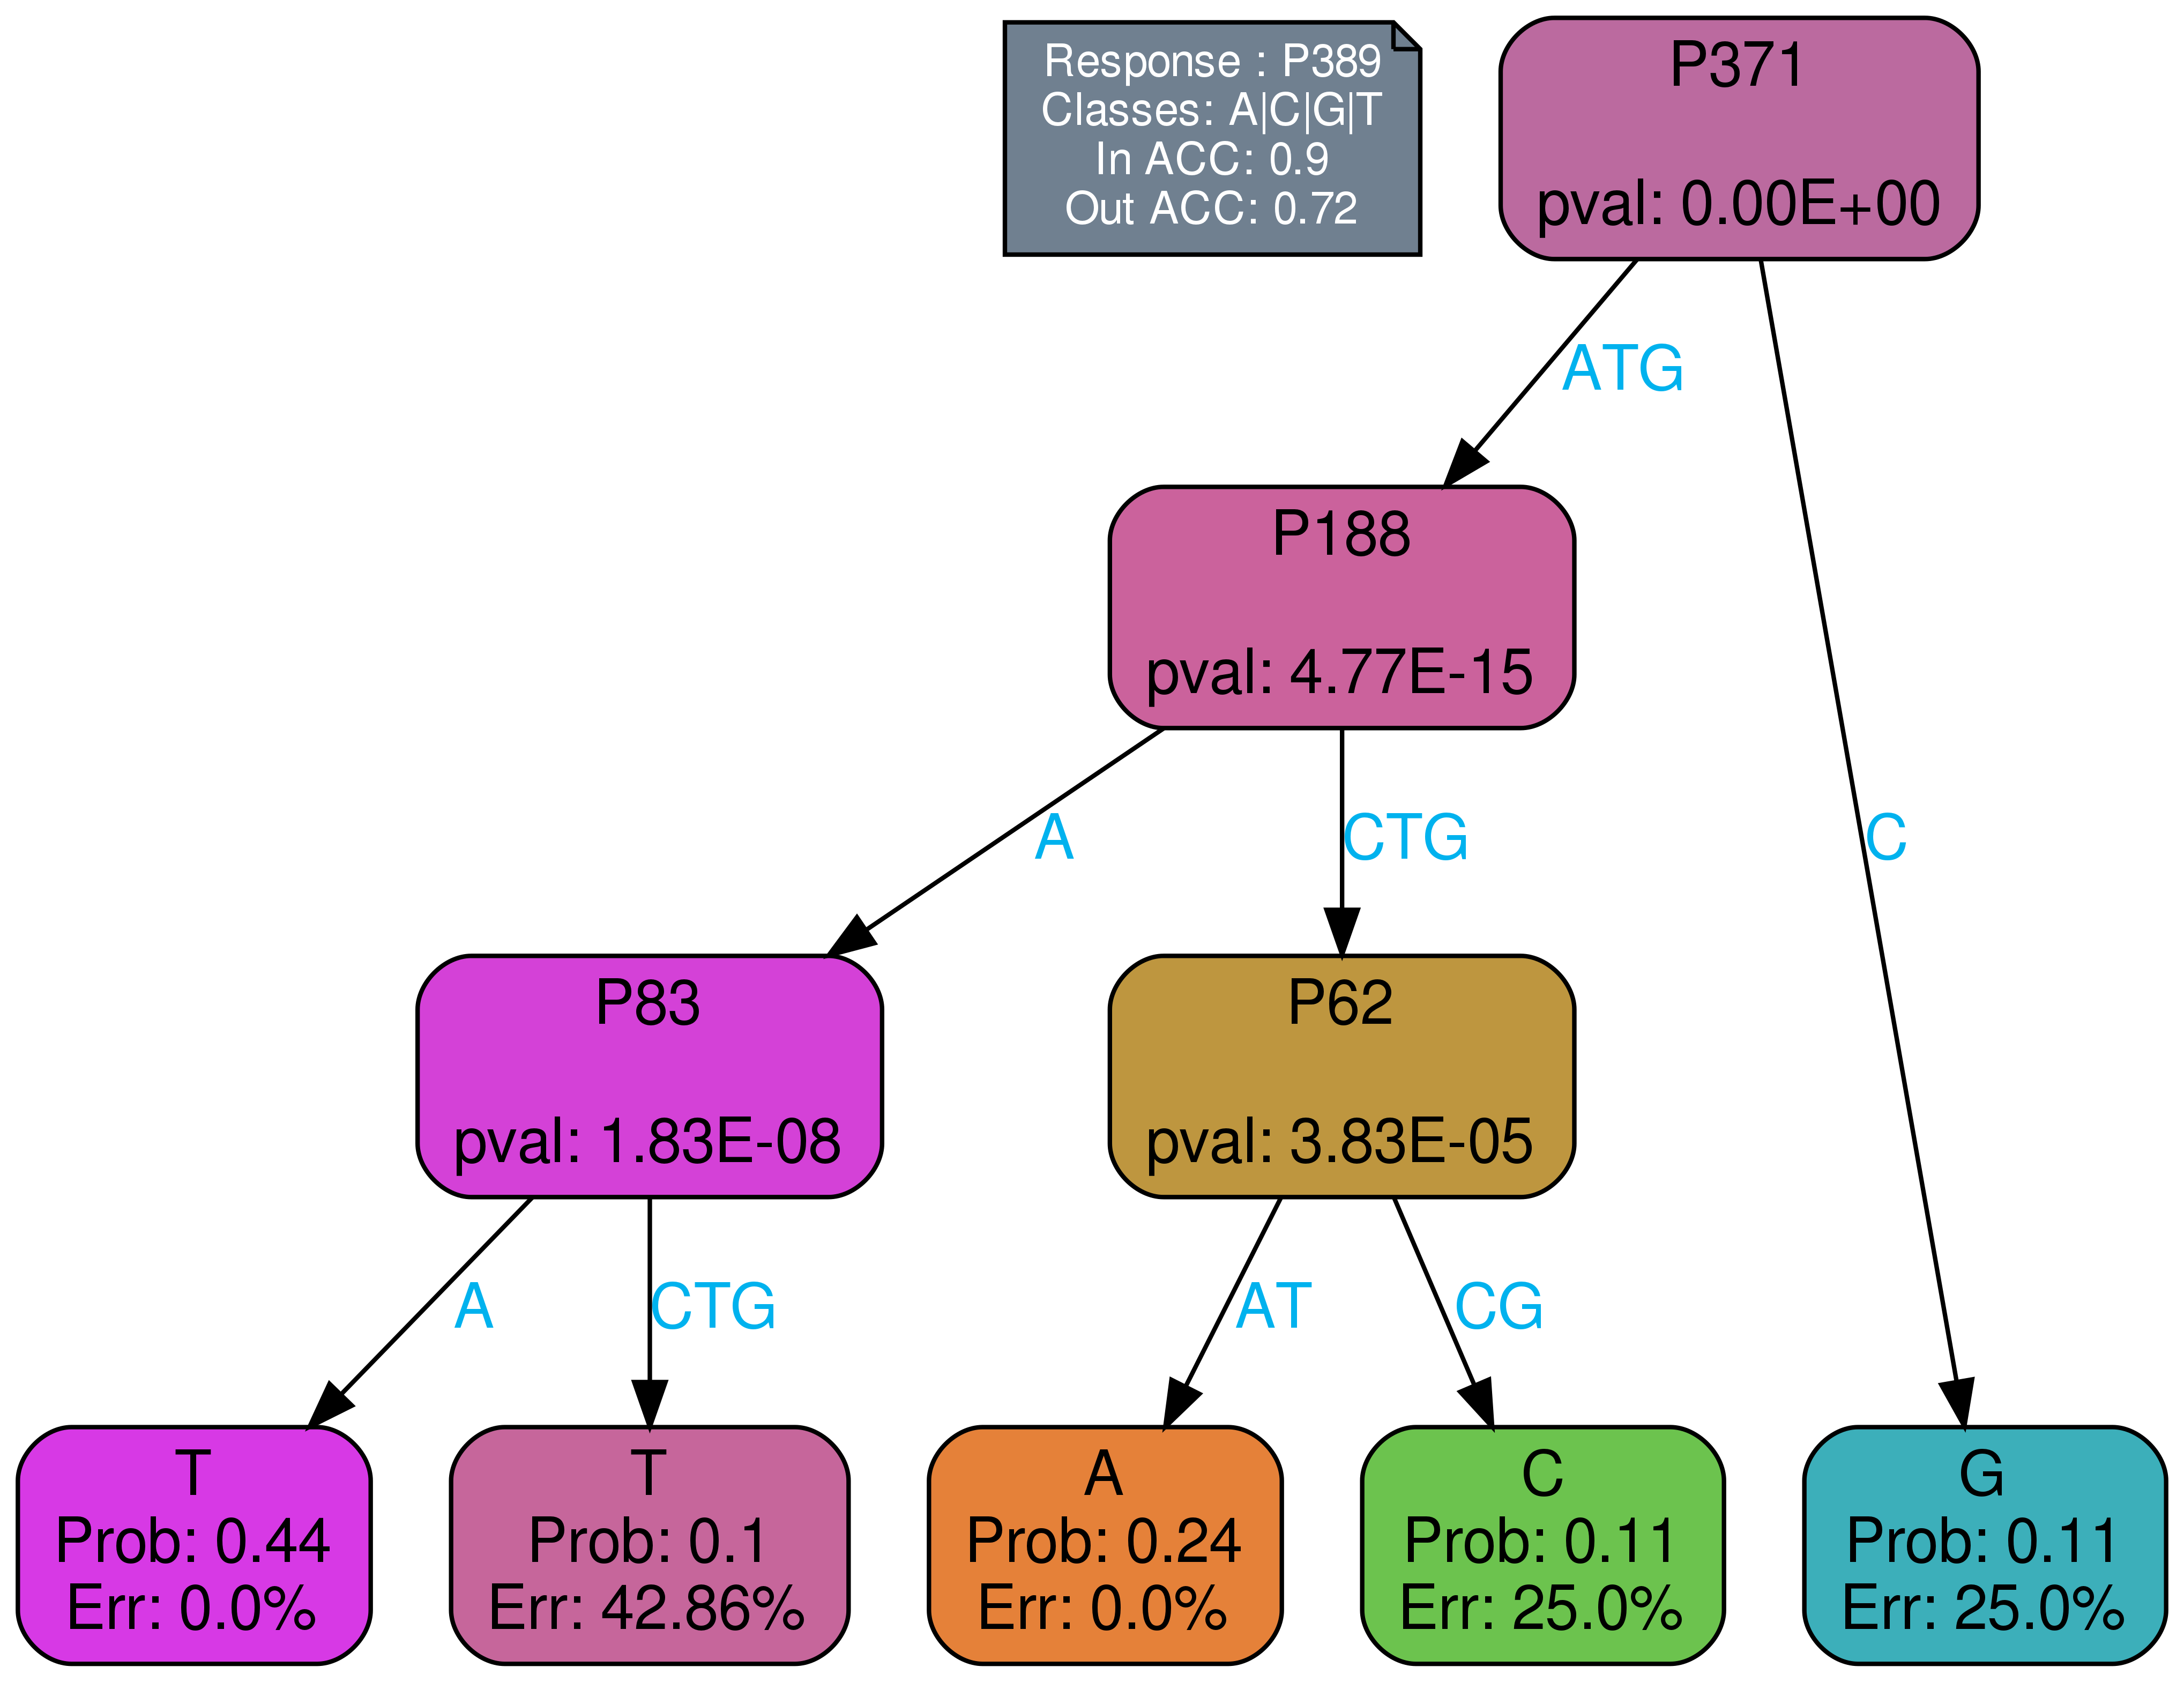 Response : P389
Classes: A|C|G|T
In ACC: 0.9
Out ACC: 0.72
P371
pval: 0.00E+00
ATG
P188
pval: 4.77E-15
A
CTG
C
P83
pval: 1.83E-08
P62
pval: 3.83E-05
A
CTG
AT
CG
T
Prob: 0.44
Err: 0.0%
T
Prob: 0.1
Err: 42.86%
A
Prob: 0.24
Err: 0.0%
C
Prob: 0.11
Err: 25.0%
G
Prob: 0.11
Err: 25.0%